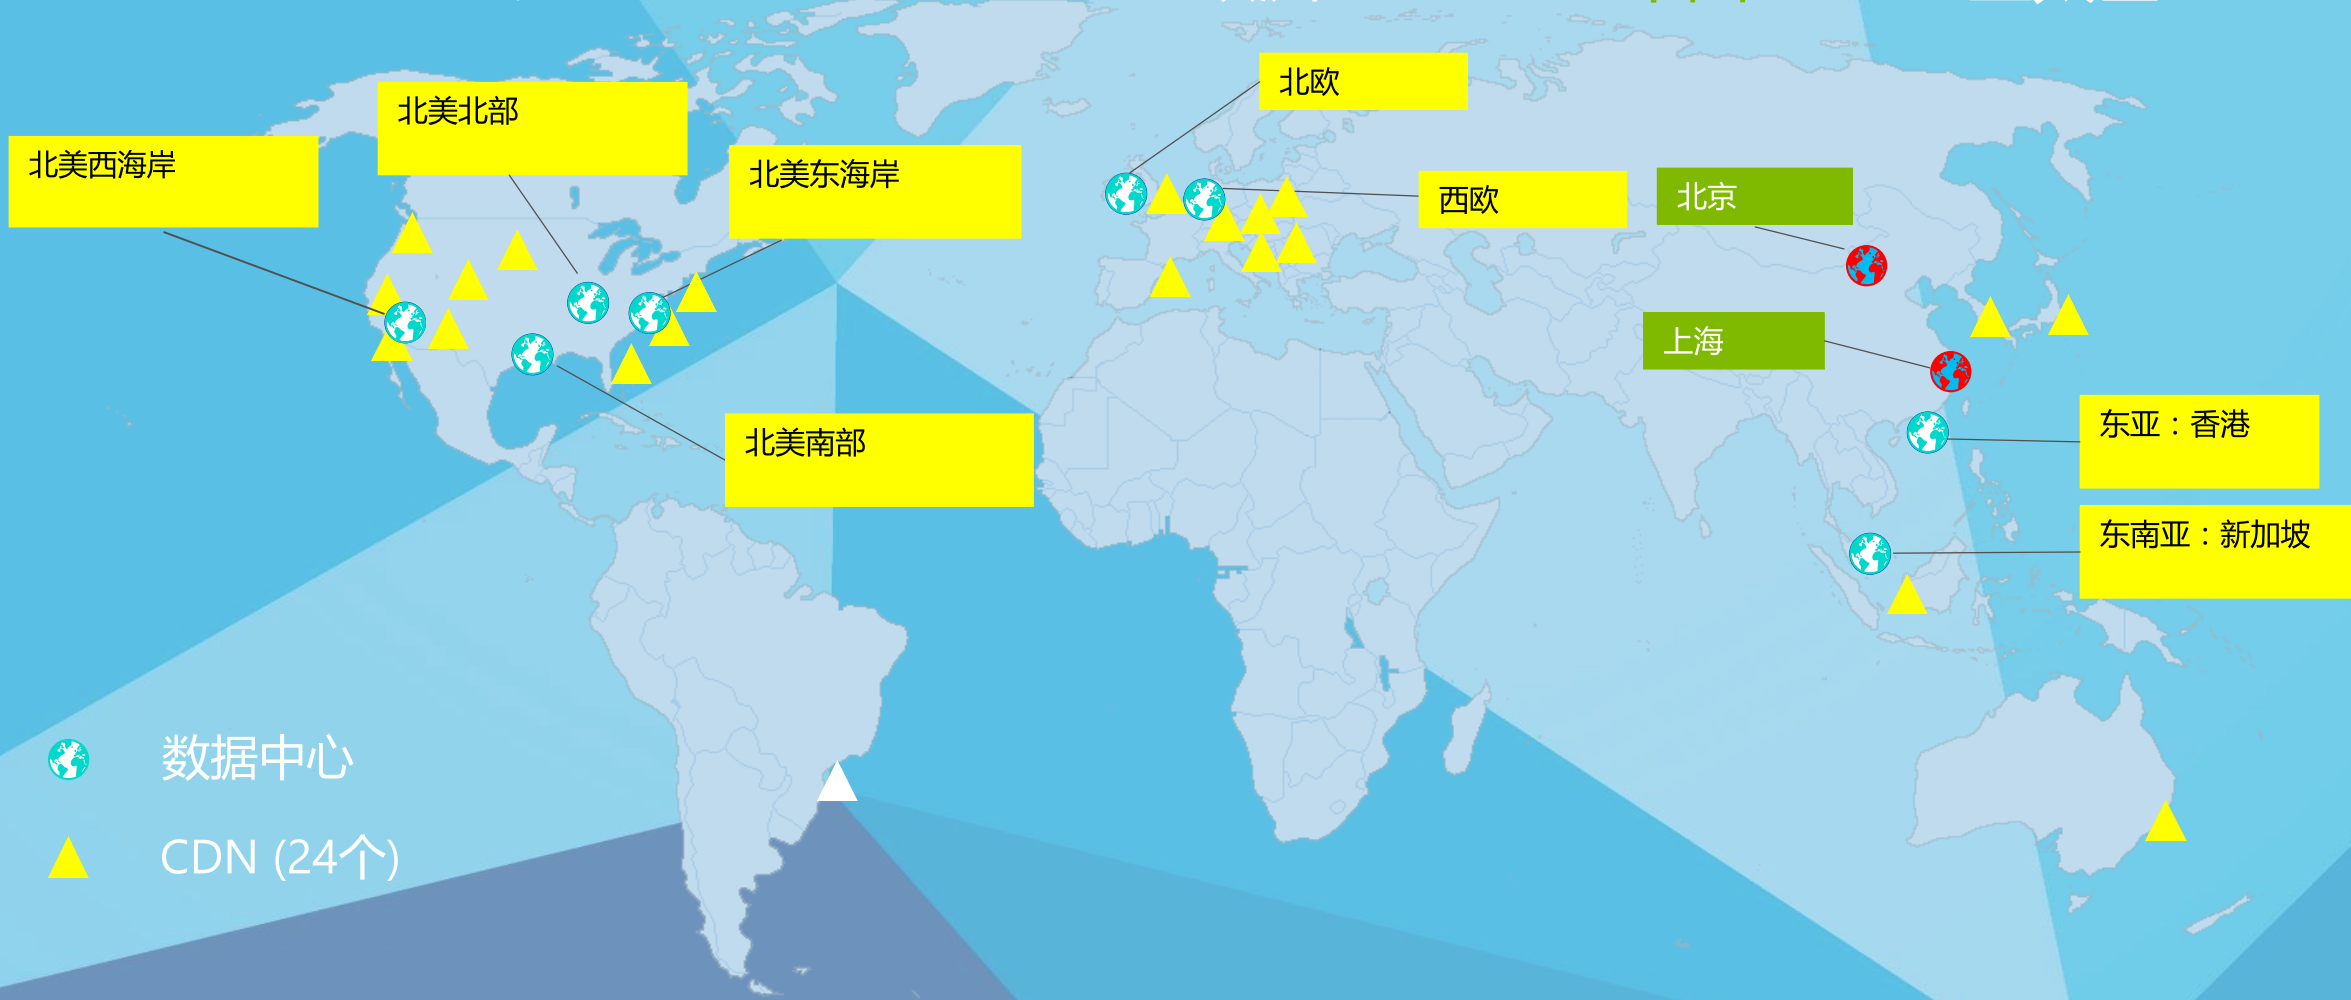 北欧
北美北部
北美西海岸
北美东海岸
西欧
北京
上海
东亚：香港
北美南部
东南亚：新加坡
数据中心
CDN (24个)